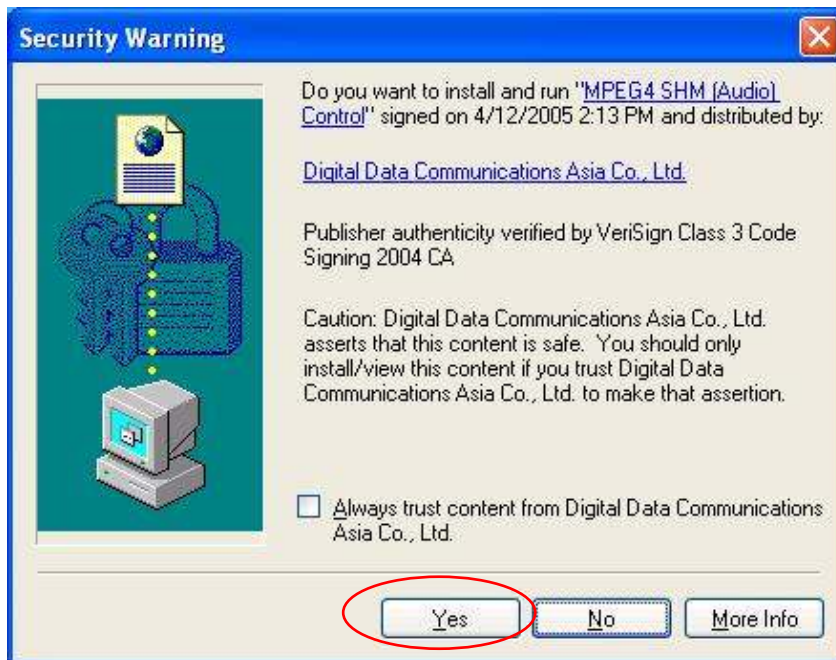 Security Warning
Do you want to install and run "MPEG4 SHM (Audio)
Control" signed on 4/12/2005 2:13 PM and distributed by:
Digital Data Communications Asia Co., Ltd.
Publisher authenticity verified by VeriSign Class 3 Code
Signing 2004 CA
Caution: Digital Data Communications Asia Co., Ltd.
asserts that this content is safe. You should only
install/view this content if you trust Digital Data
Communications Asia Co., Ltd. to make that assertion.
Always trust content from Digital Data Communications
Asia Co., Ltd.
Yes No More Info